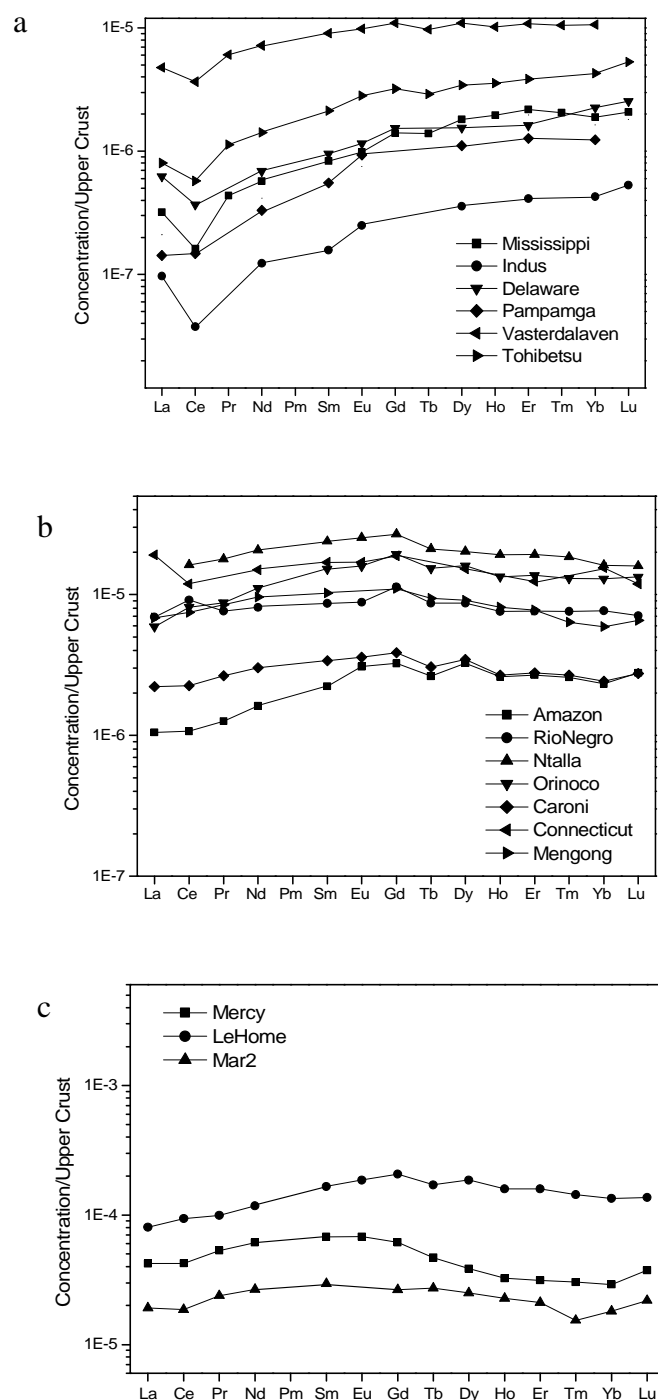 a
Concentration/Upper Crust
1E-5
1E-6
1E-7
Mississippi
Indus
Delaware
Pampamga
Vasterdalaven
Tohibetsu
La Ce Pr Nd Pm Sm Eu Gd Tb Dy Ho Er Tm Yb Lu
b
Concentration/Upper Crust
1E-5
1E-6
1E-7
Amazon
RioNegro
Ntalla
Orinoco
Caroni
Connecticut
Mengong
La Ce Pr Nd Pm Sm Eu Gd Tb Dy Ho Er Tm Yb Lu
c
Concentration/Upper Crust
1E-3
1E-4
1E-5
Mercy
LeHome
Mar2
La Ce Pr Nd Pm Sm Eu Gd Tb Dy Ho Er Tm Yb Lu